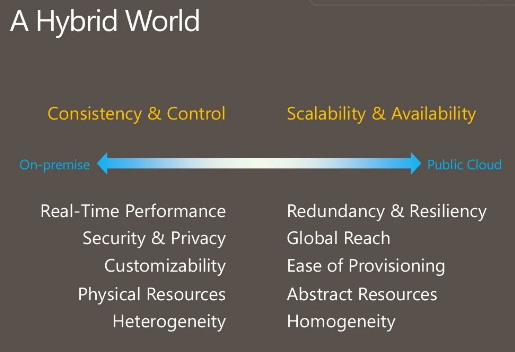 A Hybrid World
Consistency & Control
Scalability & Availability
On-premise
Public Cloud
Real-Time Performance
Security & Privacy
Customizability
Physical Resources
Heterogeneity
Redundancy & Resiliency
Global Reach
Ease of Provisioning
Abstract Resources
Homogeneity